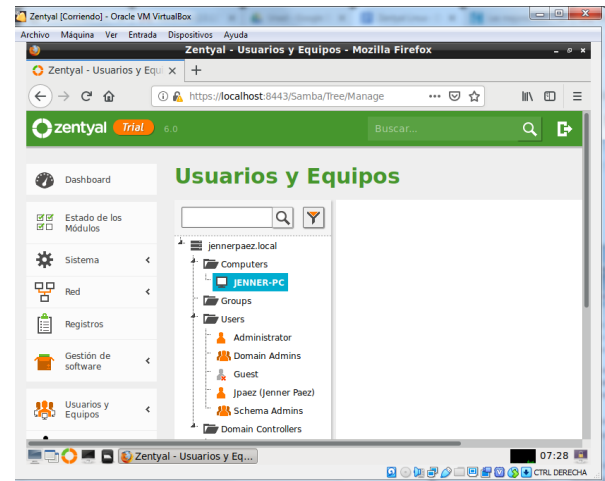 Zentyal [Corriendo] - Oracle VM VirtualBox
Archivo Máquina Ver Entrada Dispositivos Ayuda
Zentyal - Usuarios y Equipos - Mozilla Firefox
Zentyal - Usuarios y Equi
https://localhost:8443/Samba/Tree/Manage
zentyal Trial 6.0 Buscar...
Dashboard
Usuarios y Equipos
Estado de los
Módulos
Sistema
Red
Registros
Gestión de
software
Usuarios y
Equipos
jennerpaez.local
Computers
JENNER-PC
Groups
Users
Administrator
Domain Admins
Guest
Jpaez (Jenner Paez)
Schema Admins
Domain Controllers
Zentyal - Usuarios y Eq...
07:28
CTRL DERECHA